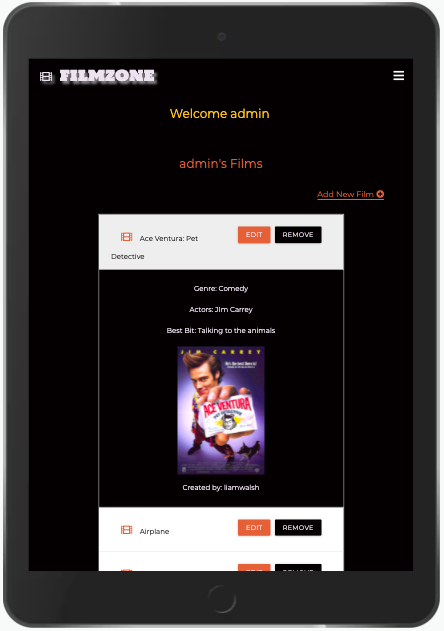 FILMZONE
Welcome admin
admin's Films
Add New Film
Ace Ventura: Pet
Detective
EDIT
REMOVE
Genre: Comedy
Actors: Jim Carrey
Best Bit: Talking to the animals
JIM CARREY
ACE VENTURA
Created by: liamwalsh
Airplane
EDIT
REMOVE